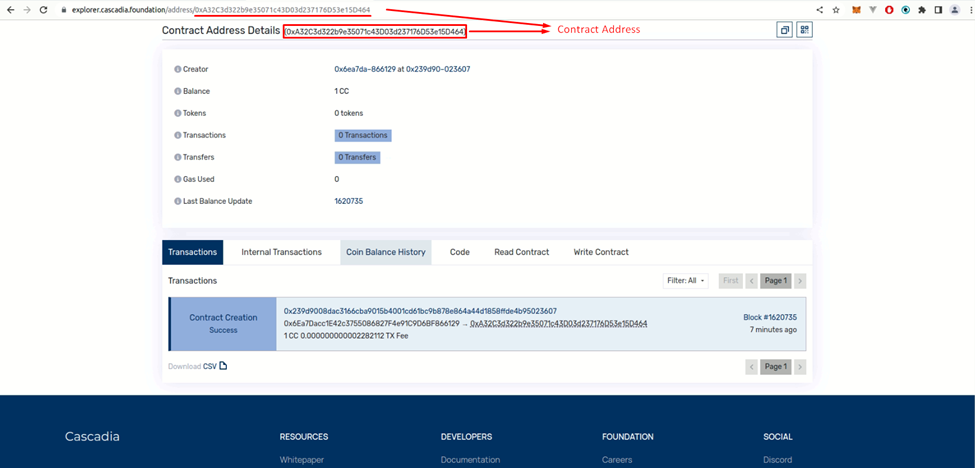 explorer.cascadia.foundation/address/0xA32C3d322b9e35071c43D03d237176D53e15D464
Contract Address Details (0xA32C3d322b9e35071c43D03d237176D53e15D464)
Contract Address
Creator 0x6ea7da-866129 at 0x239d90-023607
Balance 1 CC
Tokens 0 tokens
Transactions 0 Transactions
Transfers 0 Transfers
Gas Used 0
Last Balance Update 1620735
Transactions Internal Transactions Coin Balance History Code Read Contract Write Contract
Transactions Filter: All First Page 1
Contract Creation
Success
0x239d9008dac3166cba9015b4001cd61bc9b878e864a44d1858ffde4b95023607
0x6Ea7Dacc1E42c3755086827F4e91C9D6BF866129 → 0xA32C3d322b9e35071c43D03d237176D53e15D464
1 CC 0.000000000002282112 TX Fee
Block #1620735
7 minutes ago
Download CSV Page 1
Cascadia
RESOURCES DEVELOPERS FOUNDATION SOCIAL
Whitepaper Documentation Careers Discord